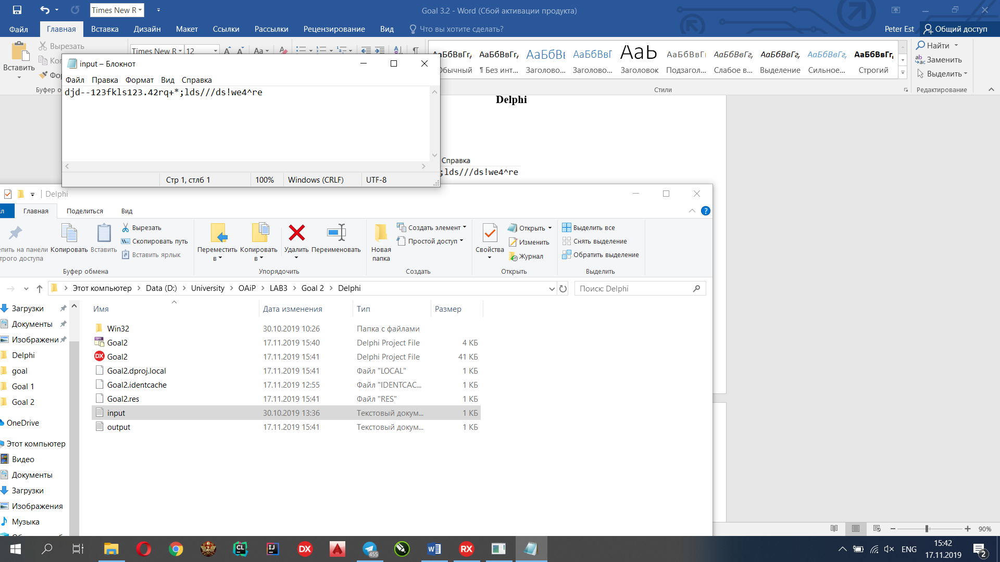 Times New R
Goal 3.2 - Word (Сбой активации продукта)
Файл Главная Вставка Дизайн Макет Ссылки Рассылки Рецензирование Вид Что вы хотите сделать? Peter Est Общий доступ
Вставить
Вырезать
Times New R 12 Aa
АаБбВвГг, АаБбВвГг, АаБбВв АаБбВвГ АаЬ АаБбВвГг АаБбВвГг, АаБбВвГг, АаБбВвГг, АаБбВвГг,
Обычный ¶ Без инт... Заголово... Заголово... Заголовок Подзагол... Слабое в... Выделение Сильное... Строгий
Стили
Найти
Заменить
Выделить
Редактирование
input – Блокнот
Файл Правка Формат Вид Справка
djd--123fkls123.42rq+*;lds///ds!we4^re
Стр 1, стлб 1 100% Windows (CRLF) UTF-8
Delphi
Справка
;lds///ds!we4^re
Delphi
Главная Поделиться Вид
Копировать
Вставить
Вырезать
Скопировать путь
Вставить ярлык
Буфер обмена
Переместить в
Копировать в
Удалить
Переименовать
Упорядочить
Новая папка
Создать элемент
Простой доступ
Создать
Свойства
Открыть
Изменить
Журнал
Открыть
Выделить все
Снять выделение
Обратить выделение
Выделить
Этот компьютер > Data (D:) > University > OAiP > LAB3 > Goal 2 > Delphi
Поиск: Delphi
Загрузки
Документы
Изображени
Delphi
goal
Goal 1
Goal 2
OneDrive
Этот компьютер
Видео
Документы
Загрузки
Изображения
Музыка
Имя Дата изменения Тип Размер
Win32 30.10.2019 10:26 Папка с файлами
Goal2 17.11.2019 15:40 Delphi Project File 4 КБ
Goal2 17.11.2019 15:41 Delphi Project File 41 КБ
Goal2.dproj.local 17.11.2019 15:41 Файл "LOCAL" 1 КБ
Goal2.identcache 17.11.2019 12:55 Файл "IDENTCAC... 1 КБ
Goal2.res 17.11.2019 15:41 Файл "RES" 1 КБ
input 30.10.2019 13:36 Текстовый докум... 1 КБ
output 17.11.2019 15:41 Текстовый докум... 1 КБ
90%
CL IJ DX 455 RX
ENG
15:42
17.11.2019
2